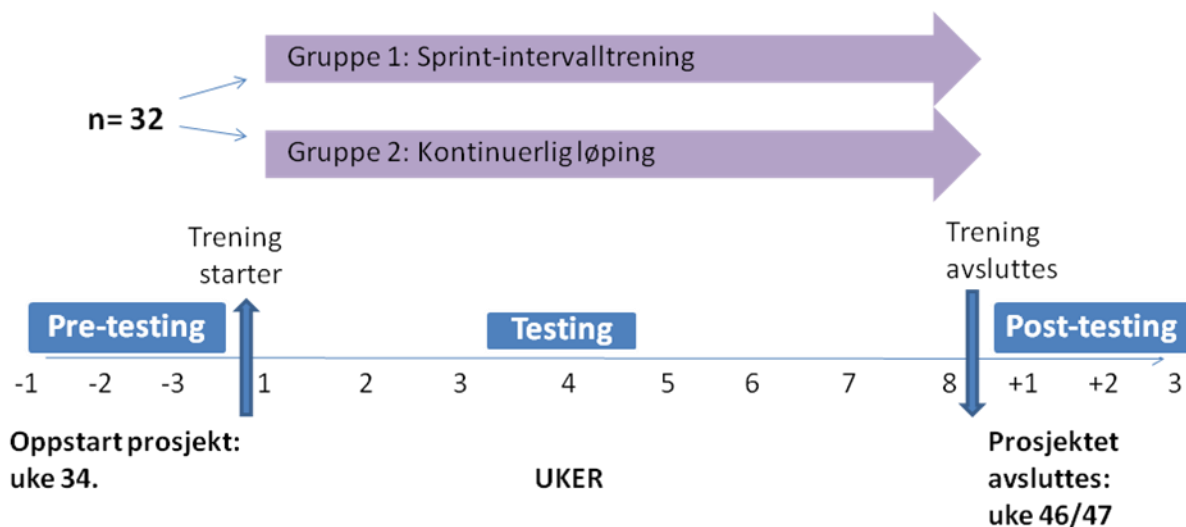 Gruppe 1: Sprint-intervalltrening
n= 32
Gruppe 2: Kontinuerlig løping
Trening
starter
Trening
avsluttes
Pre-testing
Testing
Post-testing
-1 -2 -3 1 2 3 4 5 6 7 8 +1 +2 3
Oppstart prosjekt:
uke 34.
UKER
Prosjektet
avsluttes:
uke 46/47